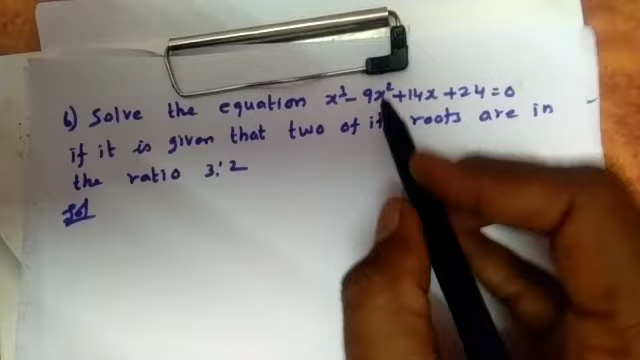 6) Solve the equation x³ - 9x² + 14x + 24 = 0
if it is given that two of its roots are in
the ratio 3:2
Sol